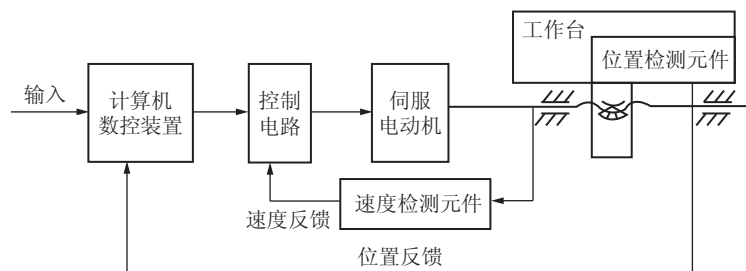 工作台
位置检测元件
输入
计算机
数控装置
控制
电路
伺服
电动机
速度检测元件
速度反馈
位置反馈